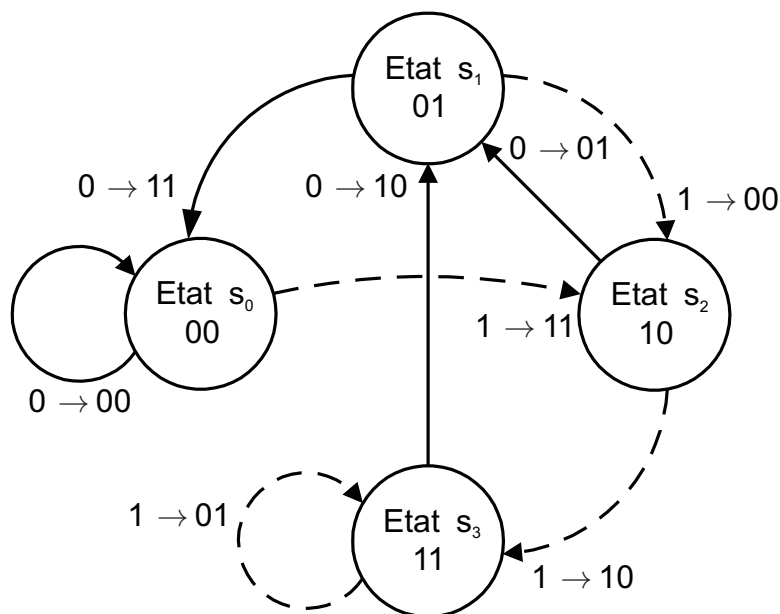 Etat s₁
01
0 → 01
0 → 11
0 → 10
1 → 00
Etat s₀
00
Etat s₂
10
1 → 11
0 → 00
1 → 01
Etat s₃
11
1 → 10